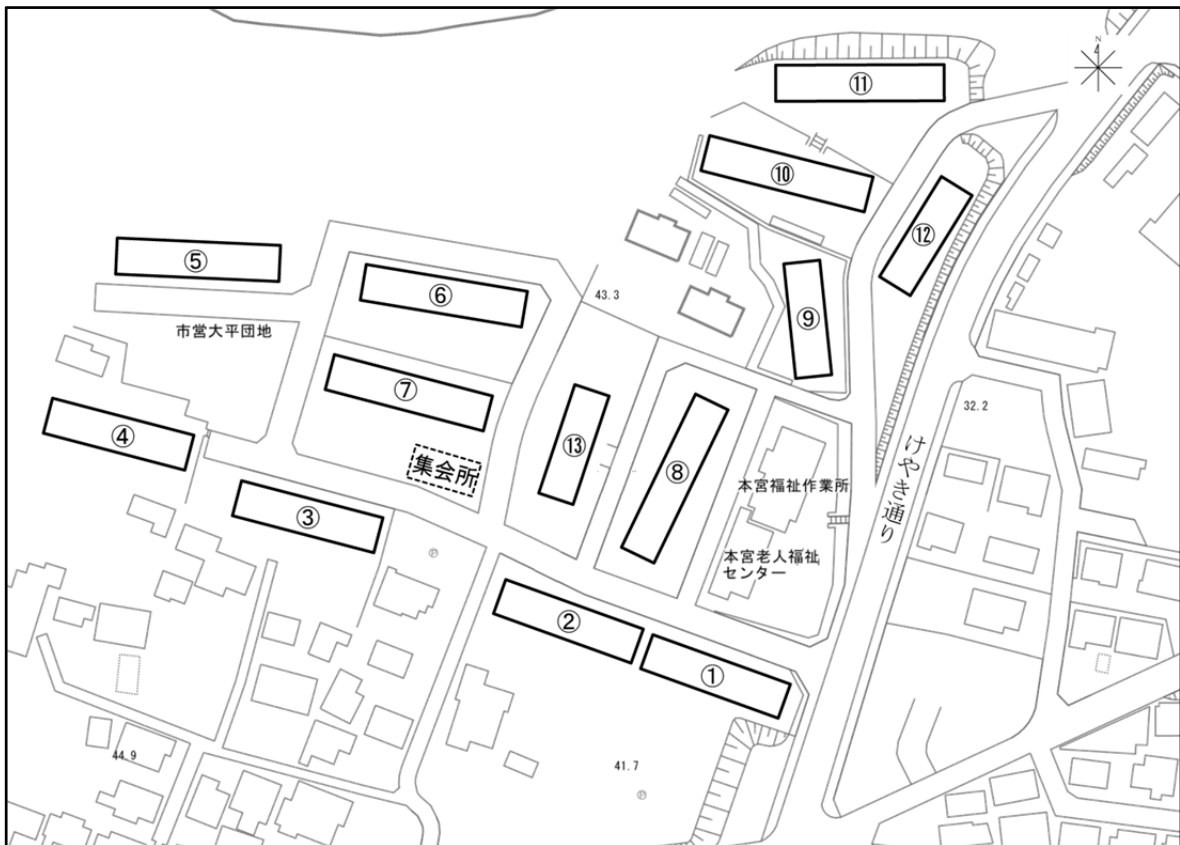 N
⑪
⑩
⑫
⑤
⑥
43.3
⑨
市営大平団地
⑦
32.2
④
⑬
⑧
けやき通り
集会所
本宮福祉作業所
③
Ⓟ
本宮老人福祉
センター
②
①
44.9
41.7
Ⓟ